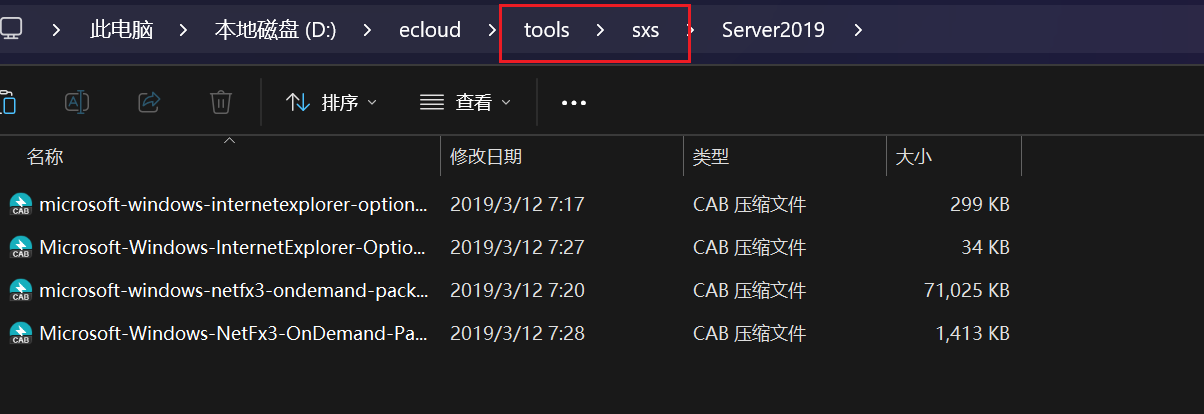 此电脑 本地磁盘 (D:) ecloud tools sxs Server2019
排序 查看
名称 修改日期 类型 大小
microsoft-windows-internetexplorer-option... 2019/3/12 7:17 CAB 压缩文件 299 KB
Microsoft-Windows-InternetExplorer-Optio... 2019/3/12 7:27 CAB 压缩文件 34 KB
microsoft-windows-netfx3-ondemand-pack... 2019/3/12 7:20 CAB 压缩文件 71,025 KB
Microsoft-Windows-NetFx3-OnDemand-Pa... 2019/3/12 7:28 CAB 压缩文件 1,413 KB